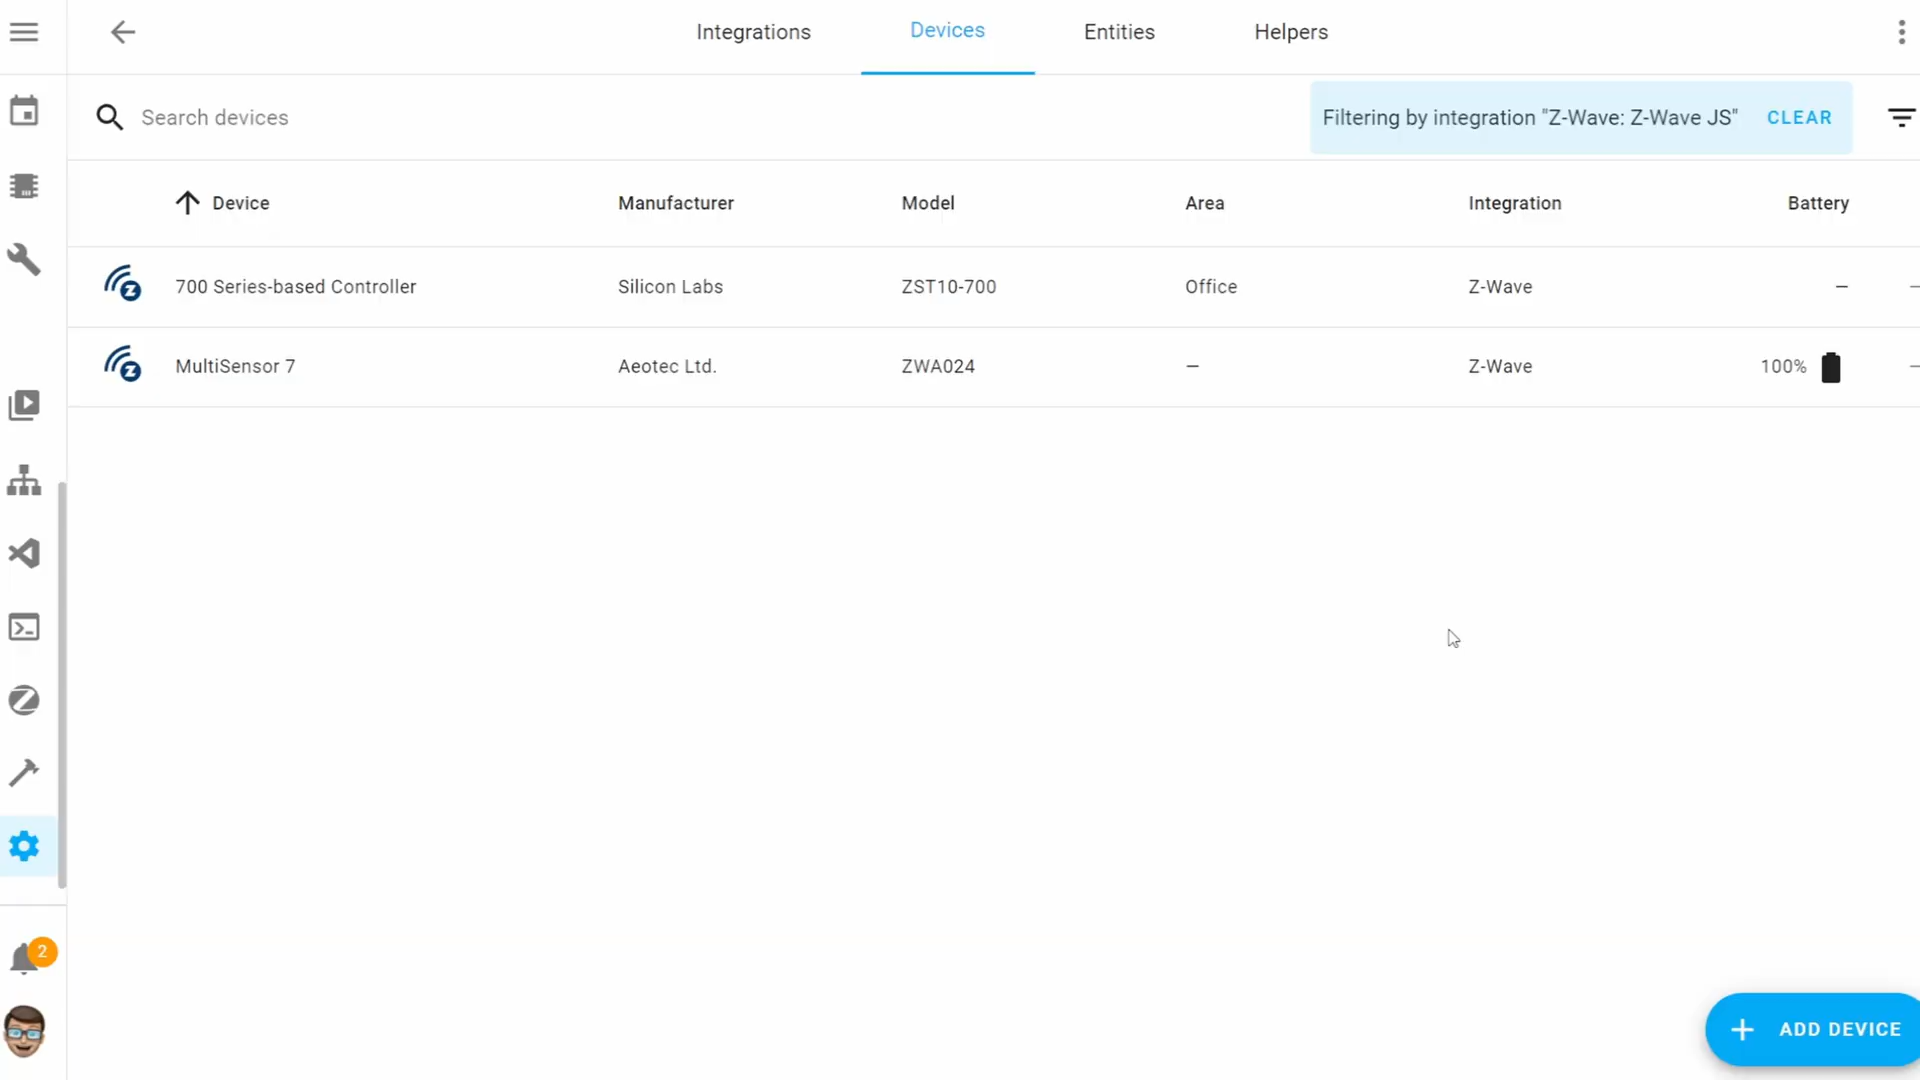 Integrations Devices Entities Helpers
Search devices Filtering by integration "Z-Wave: Z-Wave JS" CLEAR
Device Manufacturer Model Area Integration Battery
700 Series-based Controller Silicon Labs ZST10-700 Office Z-Wave –
MultiSensor 7 Aeotec Ltd. ZWA024 – Z-Wave 100%
2
+ ADD DEVICE